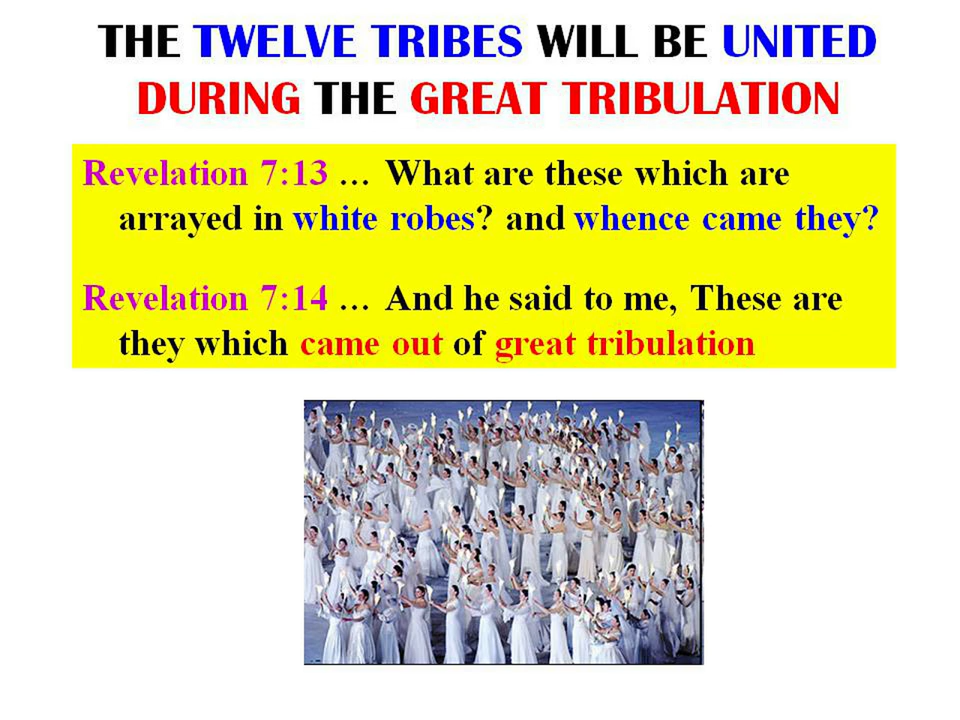 THE TWELVE TRIBES WILL BE UNITED
DURING THE GREAT TRIBULATION
Revelation 7:13 ... What are these which are
arrayed in white robes? and whence came they?
Revelation 7:14 ... And he said to me, These are
they which came out of great tribulation